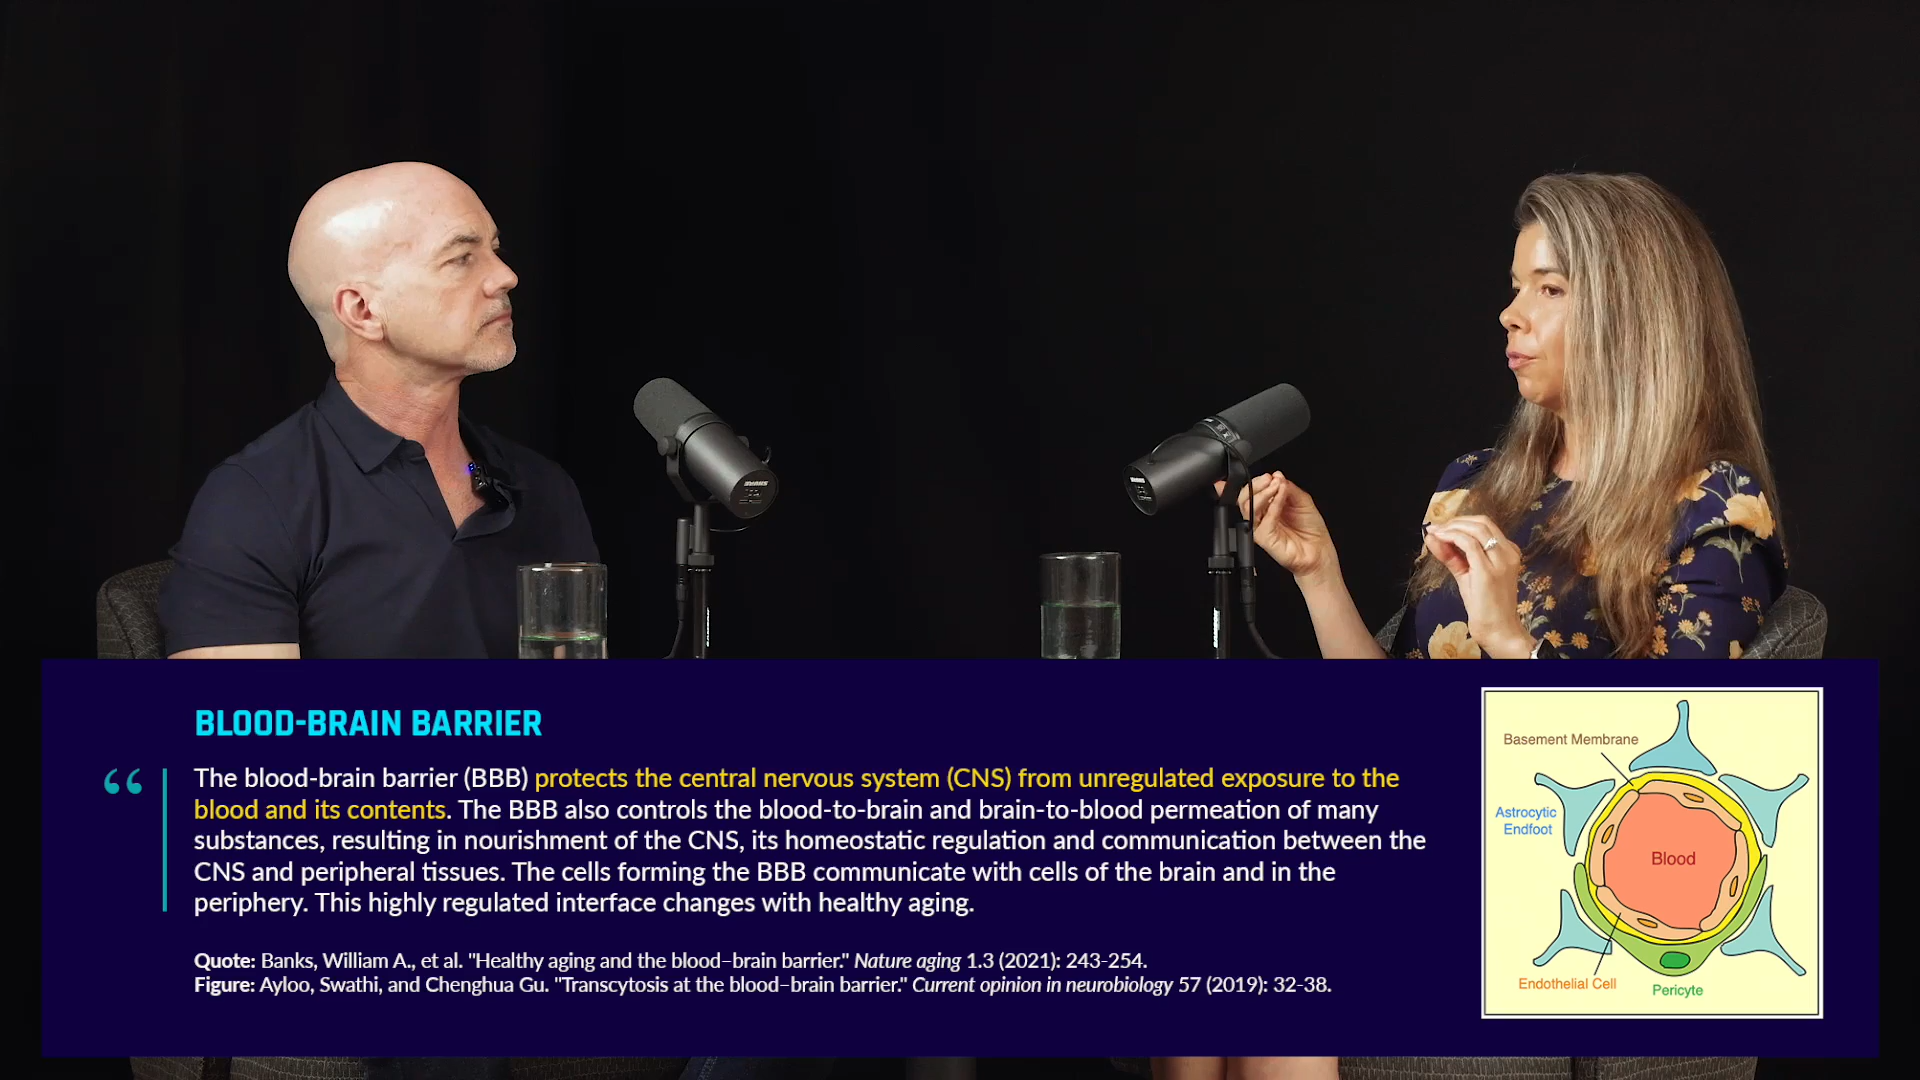 BLOOD-BRAIN BARRIER
“ The blood-brain barrier (BBB) protects the central nervous system (CNS) from unregulated exposure to the
blood and its contents. The BBB also controls the blood-to-brain and brain-to-blood permeation of many
substances, resulting in nourishment of the CNS, its homeostatic regulation and communication between the
CNS and peripheral tissues. The cells forming the BBB communicate with cells of the brain and in the
periphery. This highly regulated interface changes with healthy aging.
Quote: Banks, William A., et al. "Healthy aging and the blood–brain barrier." Nature aging 1.3 (2021): 243-254.
Figure: Ayloo, Swathi, and Chenghua Gu. "Transcytosis at the blood–brain barrier." Current opinion in neurobiology 57 (2019): 32-38.
Basement Membrane
Astrocytic
Endfoot
Blood
Endothelial Cell
Pericyte